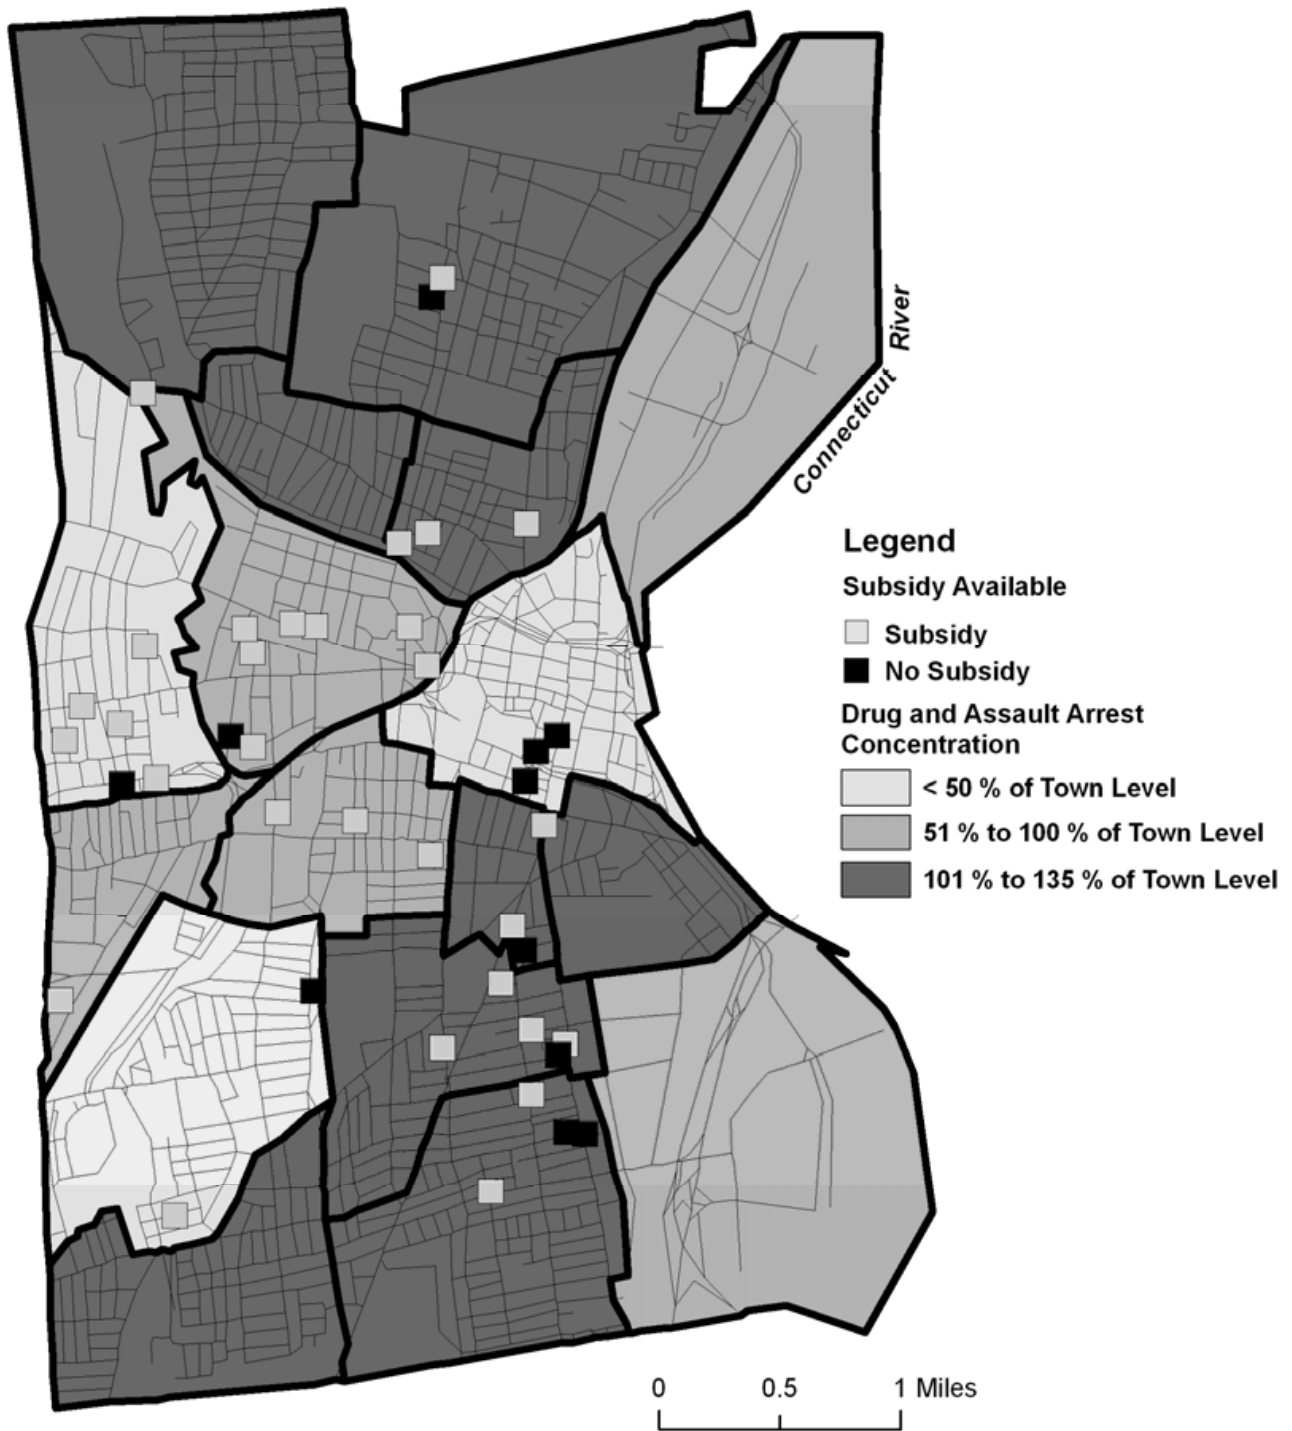 River
Connecticut
Legend
Subsidy Available
Subsidy
No Subsidy
Drug and Assault Arrest
Concentration
< 50 % of Town Level
51 % to 100 % of Town Level
101 % to 135 % of Town Level
0 0.5 1 Miles